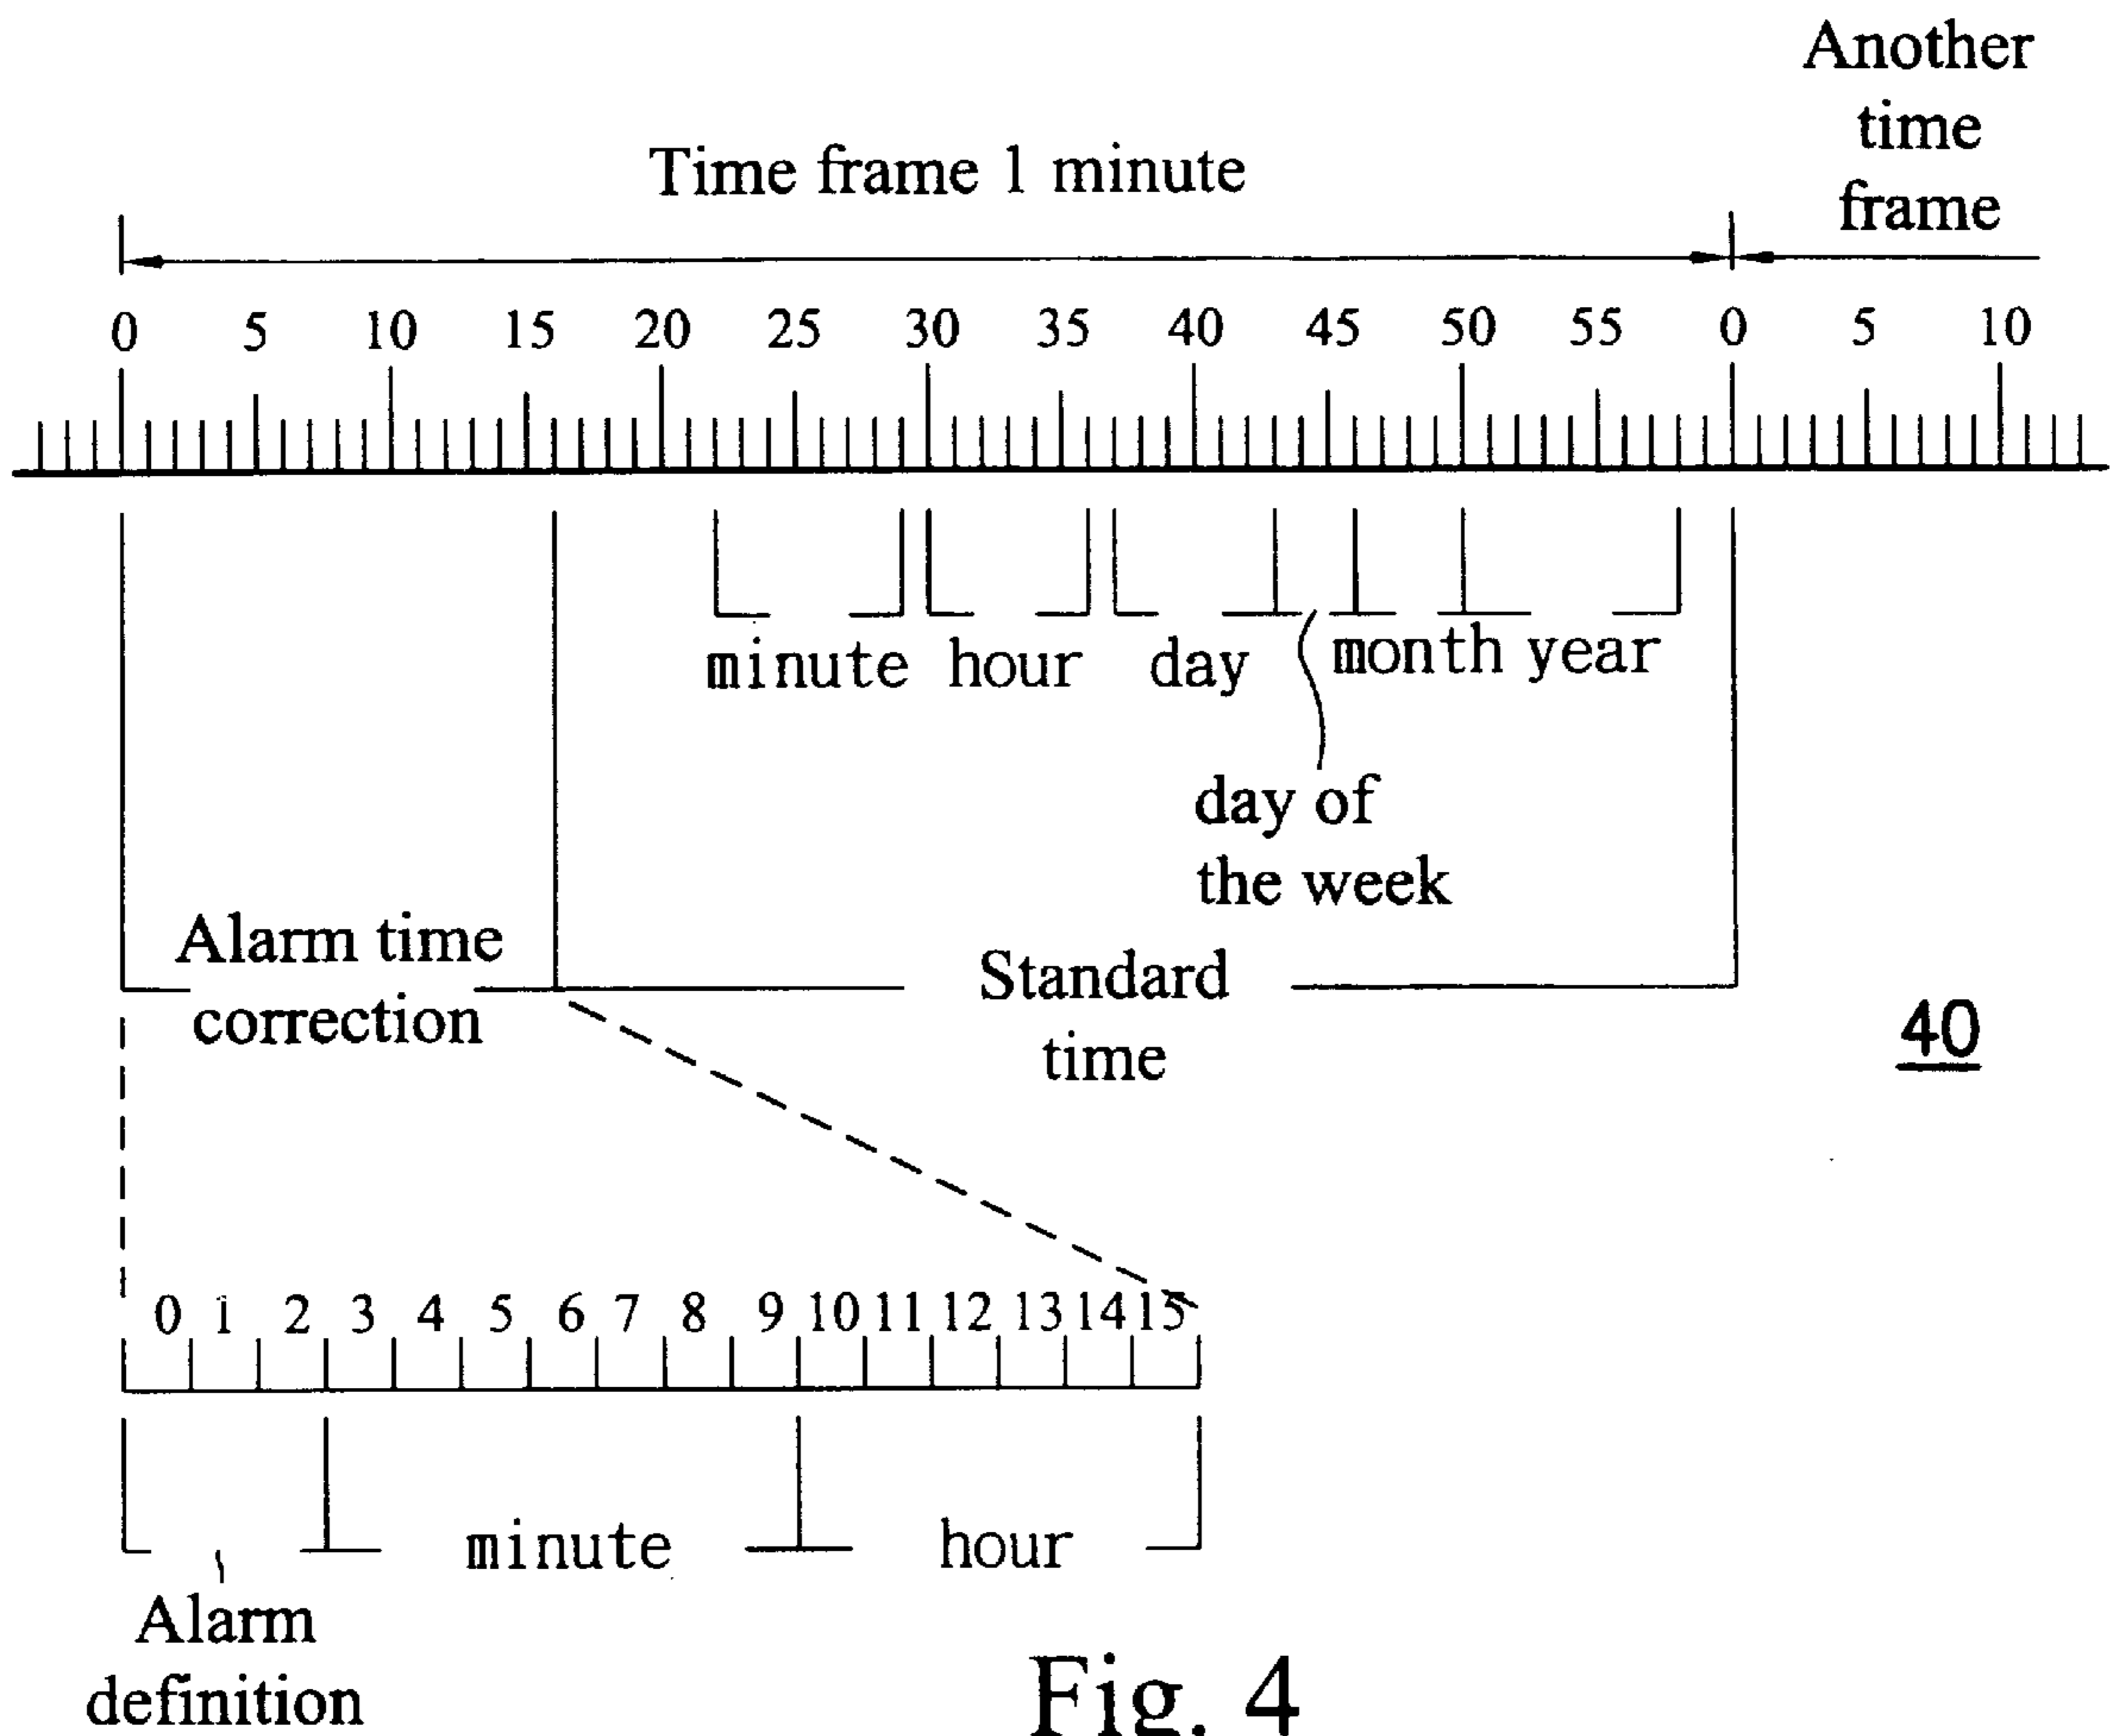 Another
time
frame
Time frame 1 minute
0 5 10 15 20 25 30 35 40 45 50 55 0 5 10
minute hour day month year
day of
the week
Alarm time
correction
Standard
time
40
0 1 2 3 4 5 6 7 8 9 10 11 12 13 14 15
minute hour
Alarm
definition
Fig. 4